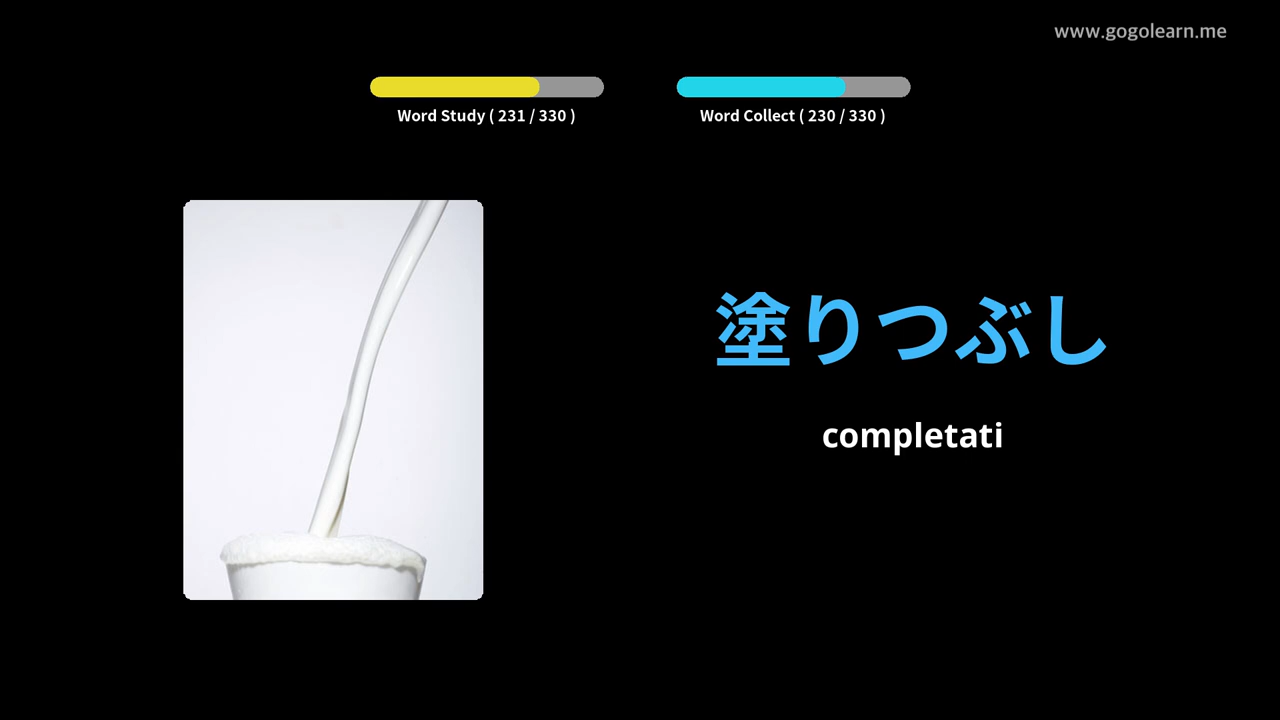 www.gogolearn.me
Word Study ( 231 / 330 )
Word Collect ( 230 / 330 )
塗りつぶし
completati